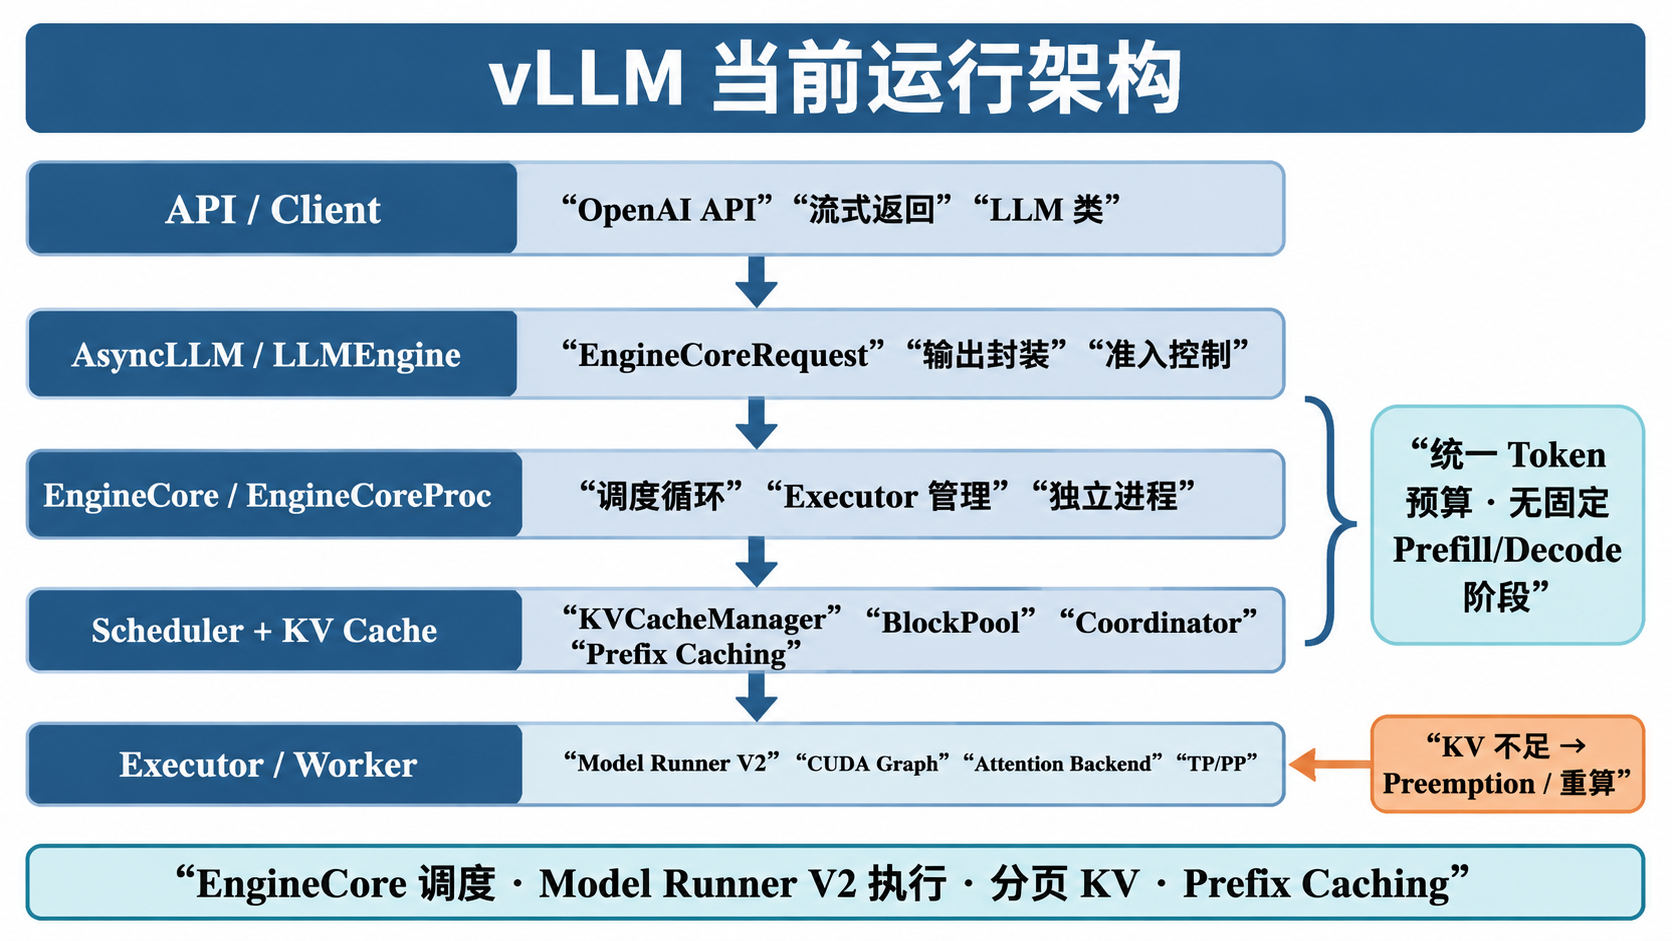 vLLM 当前运行架构
API / Client
“OpenAI API” “流式返回” “LLM 类”
AsyncLLM / LLMEngine
“EngineCoreRequest” “输出封装” “准入控制”
EngineCore / EngineCoreProc
“调度循环” “Executor 管理” “独立进程”
Scheduler + KV Cache
“KVCacheManager” “BlockPool” “Coordinator”
“Prefix Caching”
“统一 Token
预算 · 无固定
Prefill/Decode
阶段”
Executor / Worker
“Model Runner V2” “CUDA Graph” “Attention Backend” “TP/PP”
“KV 不足 →
Preemption / 重算”
“EngineCore 调度 · Model Runner V2 执行 · 分页 KV · Prefix Caching”